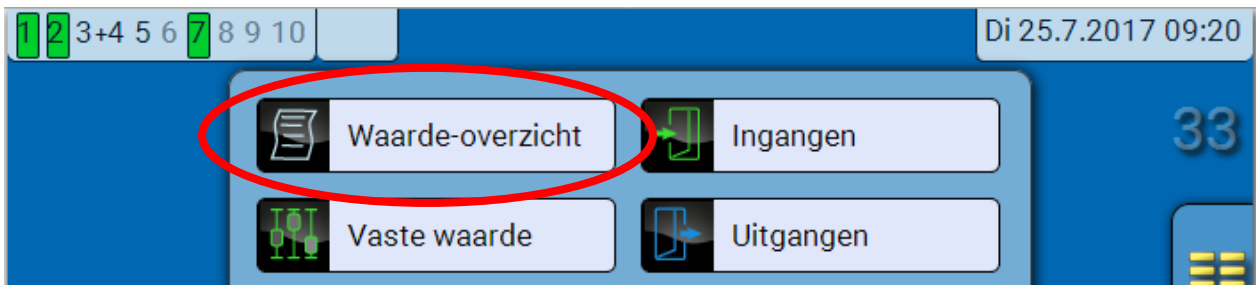 1 2 3+4 5 6 7 8 9 10
Di 25.7.2017 09:20
Waarde-overzicht
Ingangen
33
Vaste waarde
Uitgangen